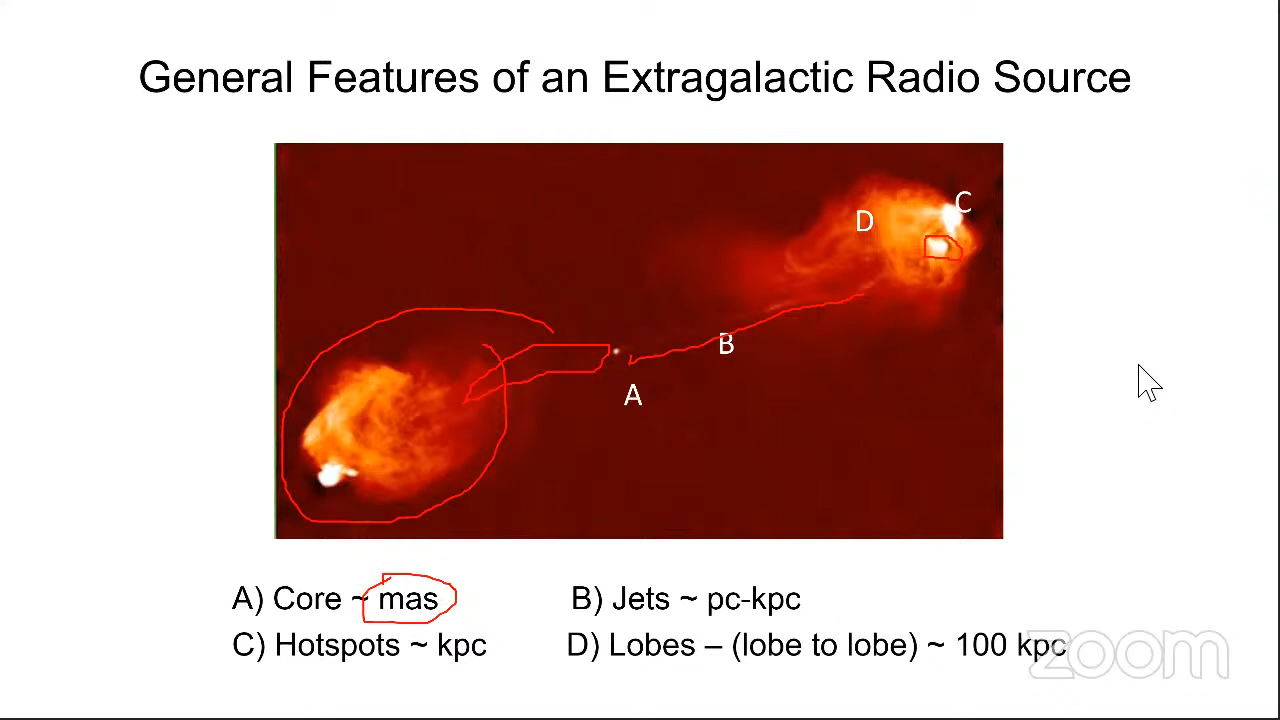 General Features of an Extragalactic Radio Source
C
D
B
A
A) Core ~ mas
B) Jets ~ pc-kpc
C) Hotspots ~ kpc
D) Lobes – (lobe to lobe) ~ 100 kpc
zoom